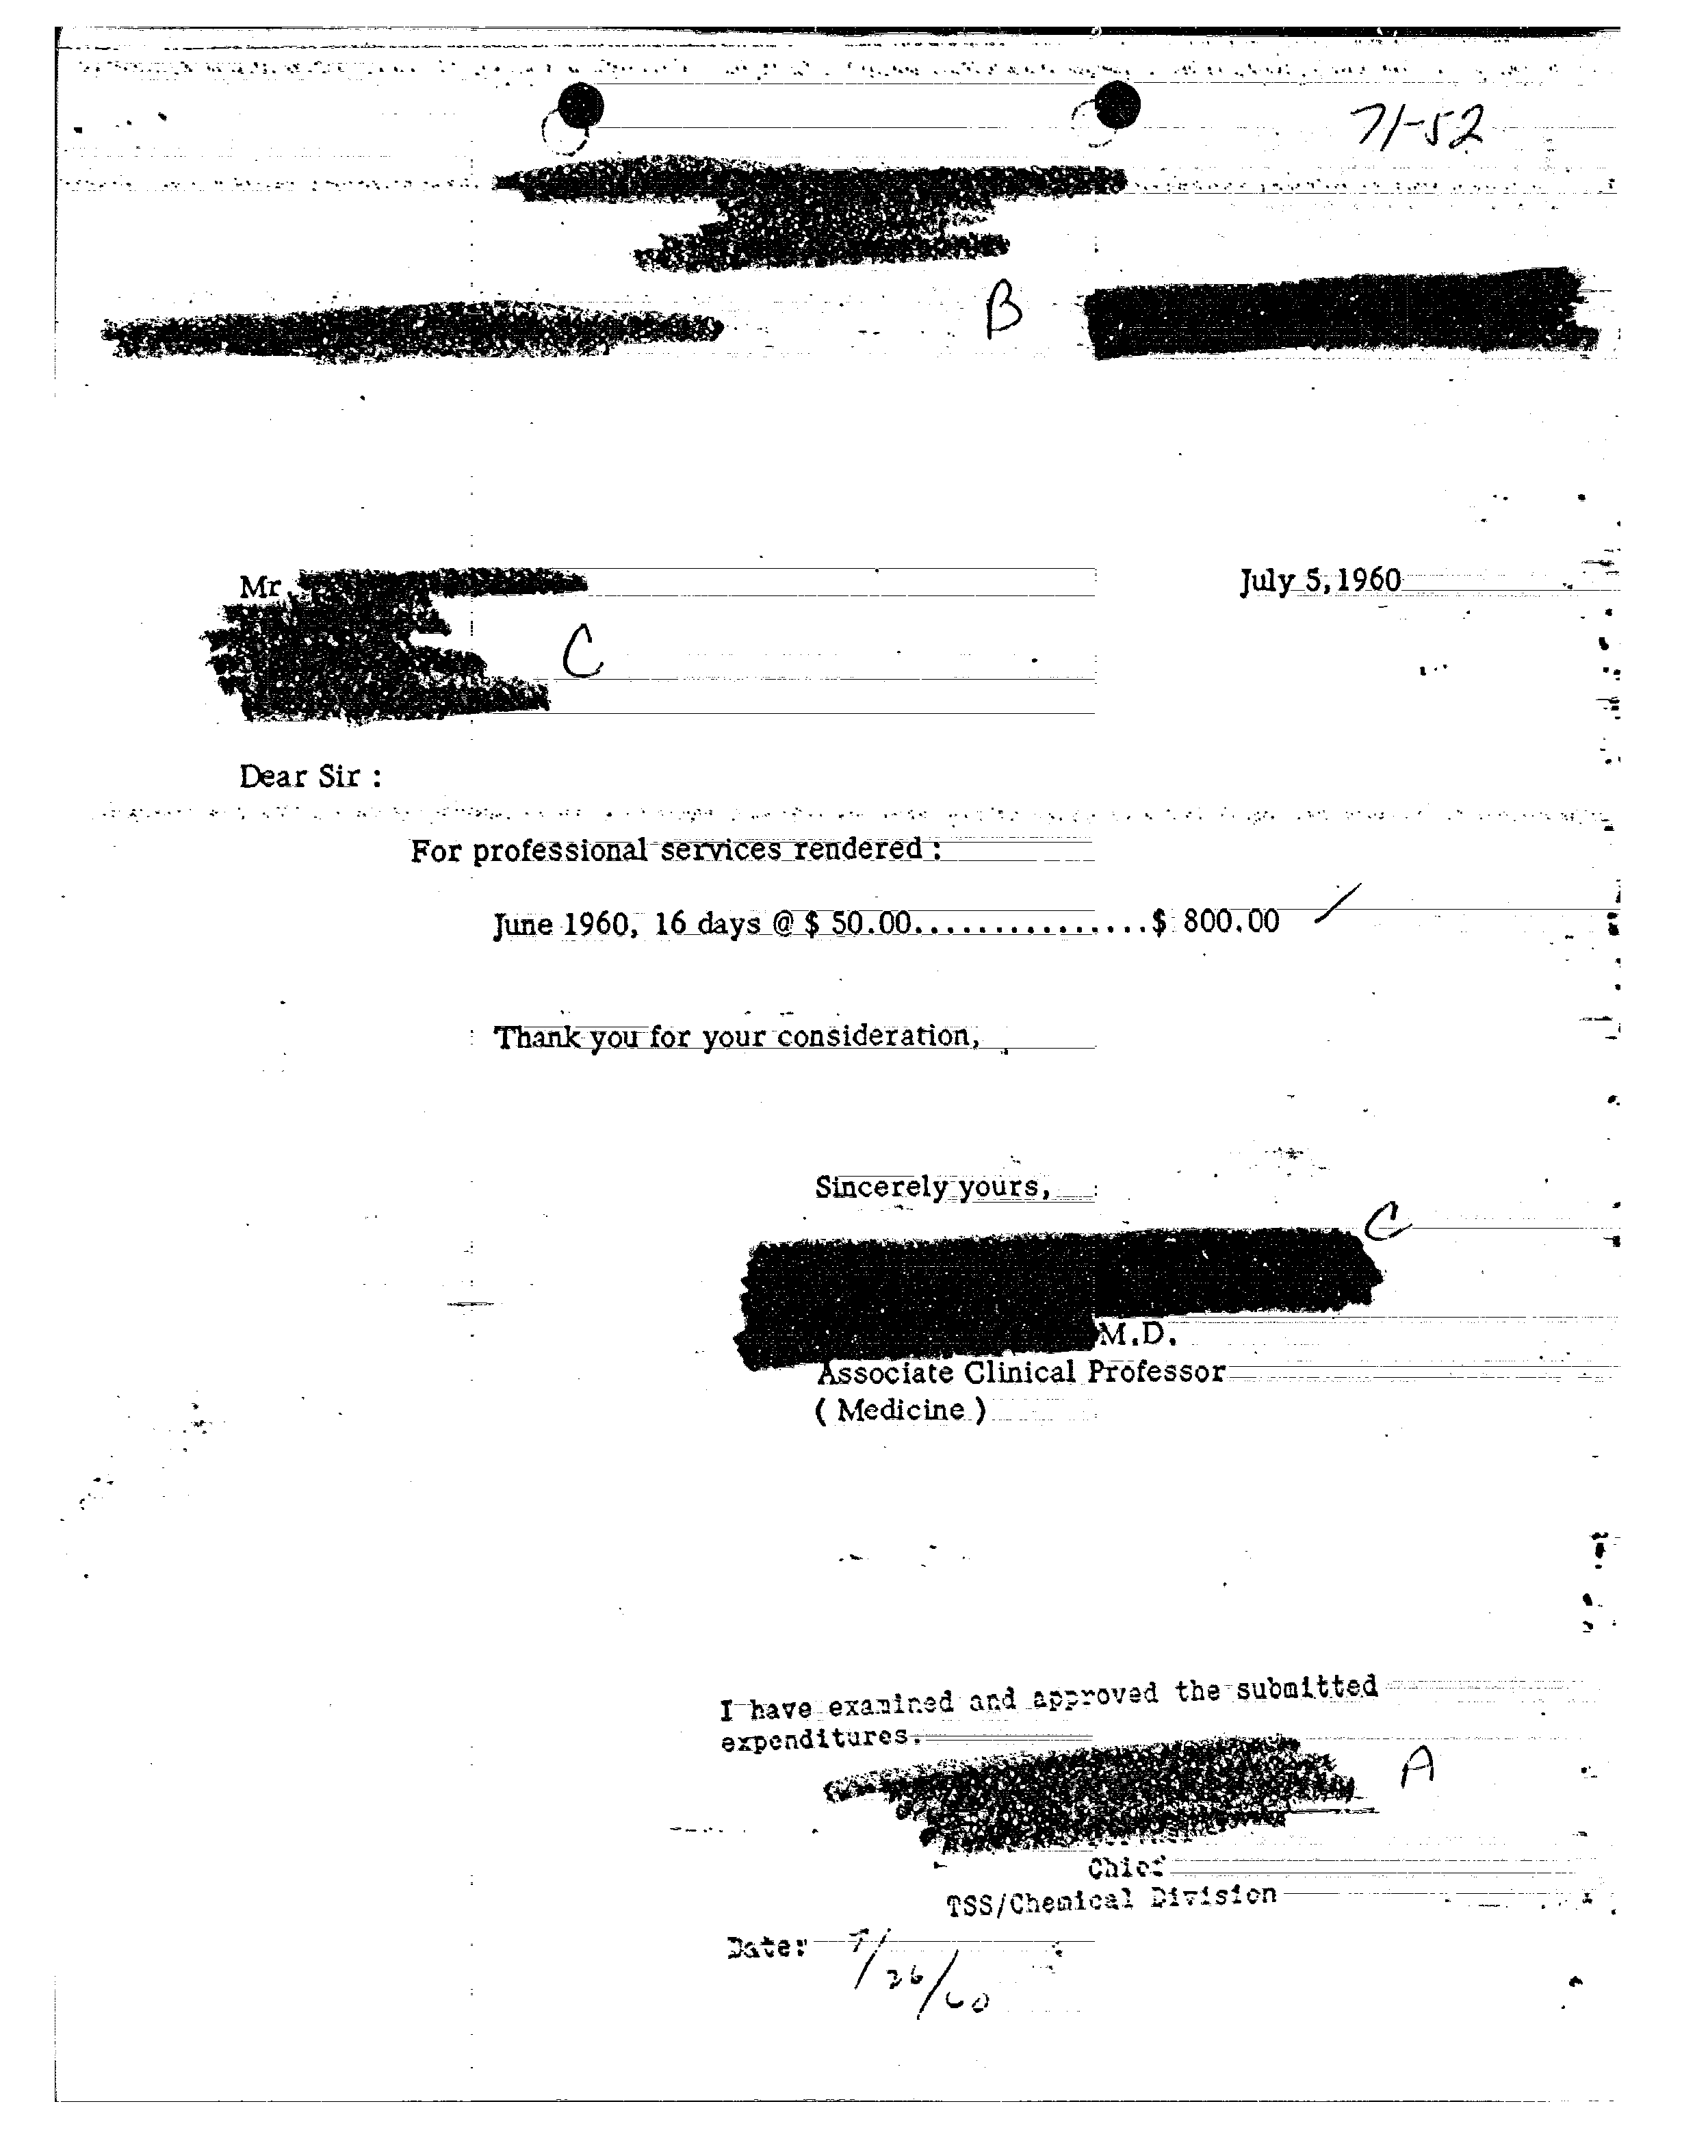 71-52
B
Mr.
July 5, 1960
C
Dear Sir :
For professional services rendered :
June 1960, 16 days @ $ 50.00...............$ 800.00
Thank you for your consideration,
Sincerely yours,
C
M.D.
Associate Clinical Professor
( Medicine )
I have examined and approved the submitted
expenditures.
A
Chief
TSS/Chemical Division
Date: 7/26/60